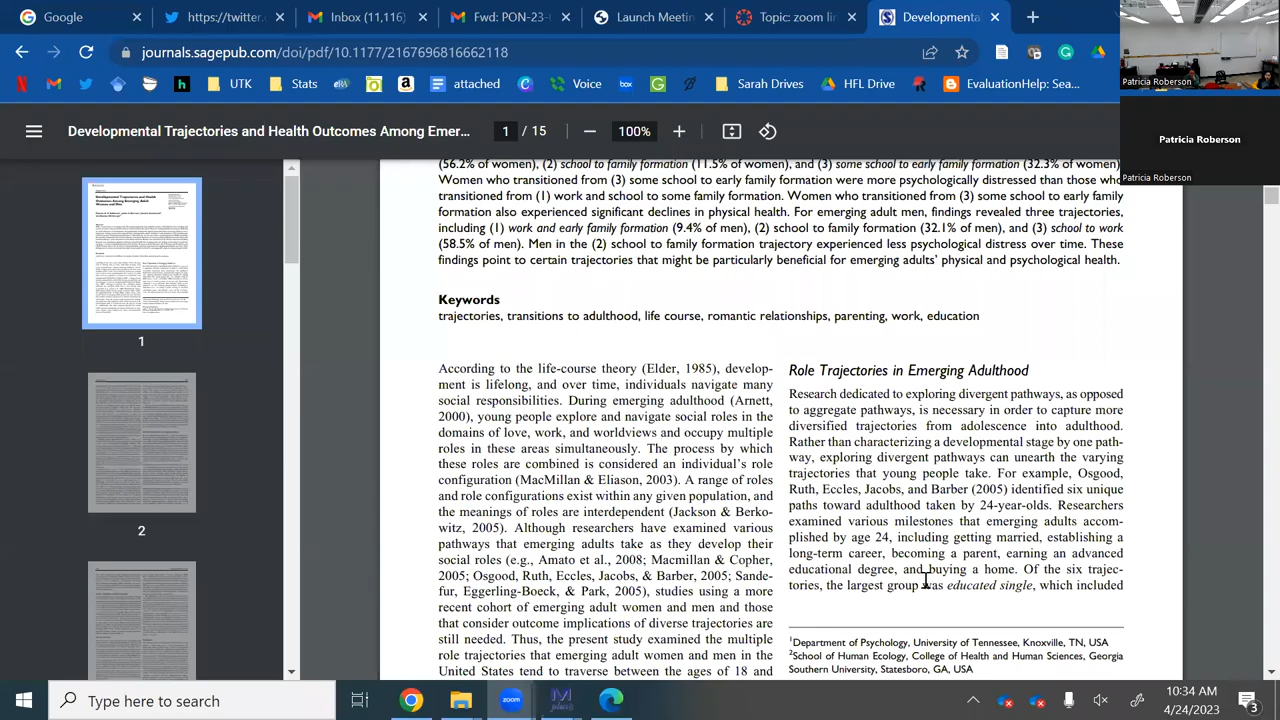 Google
https://twitter.
Inbox (11,116)
Fwd
Launch Meeti
Topic: zoom lin
Developmenta
journals.sagepub.com/doi/pdf/10.1177/2167696816662118
UTK
Stats
Voice
Scah Drives
HFL Drive
EvaluationHelp: Sea...
Patricia Roberson
Patricia Roberson
Patricia Roberson
Developmental Trajectories and Health Outcomes Among Emer...
1 / 15
100%
1
2
(56.2% of women), (2) school to family formation (11.5% of women), and (3) some school to early family formation (32.3% of women)
Women who transitioned from (3) some school to early family formation were more psychologically distressed than those who
transitioned from school to family formation. Women who transitioned from (3) some school to early family
formation also experienced significant declines in physical health. For emerging adult men, findings revealed three trajectories,
including (1) work and early family formation (9.4% of men), (2) school to family formation (32.1% of men), and (3) school to work
of men). Men in the (2) school to family formation trajectory experienced less psychological distress over time. These
findings point to certain trajectories that might be particularly beneficial for emerging adults' physical and psychological health.
Keywords
trajectories, transitions to adulthood, life course, romantic relationships, parenting, work, education
According to the life-course theory (Elder, 1985), develop-
ment is lifelong, and over time, individuals navigate many
social responsibilities. During emerging adulthood (Arnett,
2000), young people explore and navigate social roles in the
domains of love, work, and worldviews and occupy multiple
roles in these areas simultaneously. The process by which
these roles are combined is considered an individual's role
configuration (MacMillan & Eliason, 2003). A range of roles
and role configurations exist within any given population, and
the meanings of roles are interdependent (Jackson & Berko-
witz, 2005). Although researchers have examined various
pathways that emerging adults take as they develop their
social roles (e.g., Amato et al., 2008; Macmillan & Copher,
2005; Osgood, Ruth, Eccles, Jacobs, & Barber, 2005; Sande-
fur, Eggerling-Boeck, & Park, 2005), studies using a more
recent cohort of emerging adult women and men and those
that consider outcome implications of diverse trajectories are
still needed. Thus, the present study examined the multiple
role trajectories that emerging adult women and men in the
between the ages of 18 and
Role Trajectories in Emerging Adulthood
Research dedicated to exploring divergent pathways, as opposed
to aggregate pathways, is necessary in order to capture more
diversified trajectories from adolescence into adulthood.
Rather than characterizing a developmental stage by one path-
way, exploring divergent pathways can unearth the varying
trajectories that young people take. For example, Osgood,
Ruth, Eccles, Jacobs, and Barber (2005) identified six unique
paths toward adulthood taken by 24-year-olds. Researchers
examined various milestones that emerging adults accom-
plished by age 24, including getting married, establishing a
long-term career, becoming a parent, earning an advanced
educational degree, and buying a home. Of the six trajec-
tories, the largest group was educated single, which included
1Department of Psychology, University of Tennessee, Knoxville, TN, USA
2School of Human Ecology, College of Health and Human Sciences, Georgia
Southern University, Statesboro, GA, USA
Type here to search
10:34 AM
4/24/2023
3